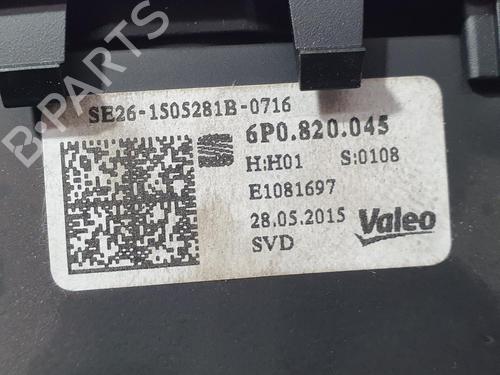 SE26-1505281B-0716
6P0.820.045
H:H01 S:0108
E1081697
28.05.2015
SVD
Valeo
B-PARTS